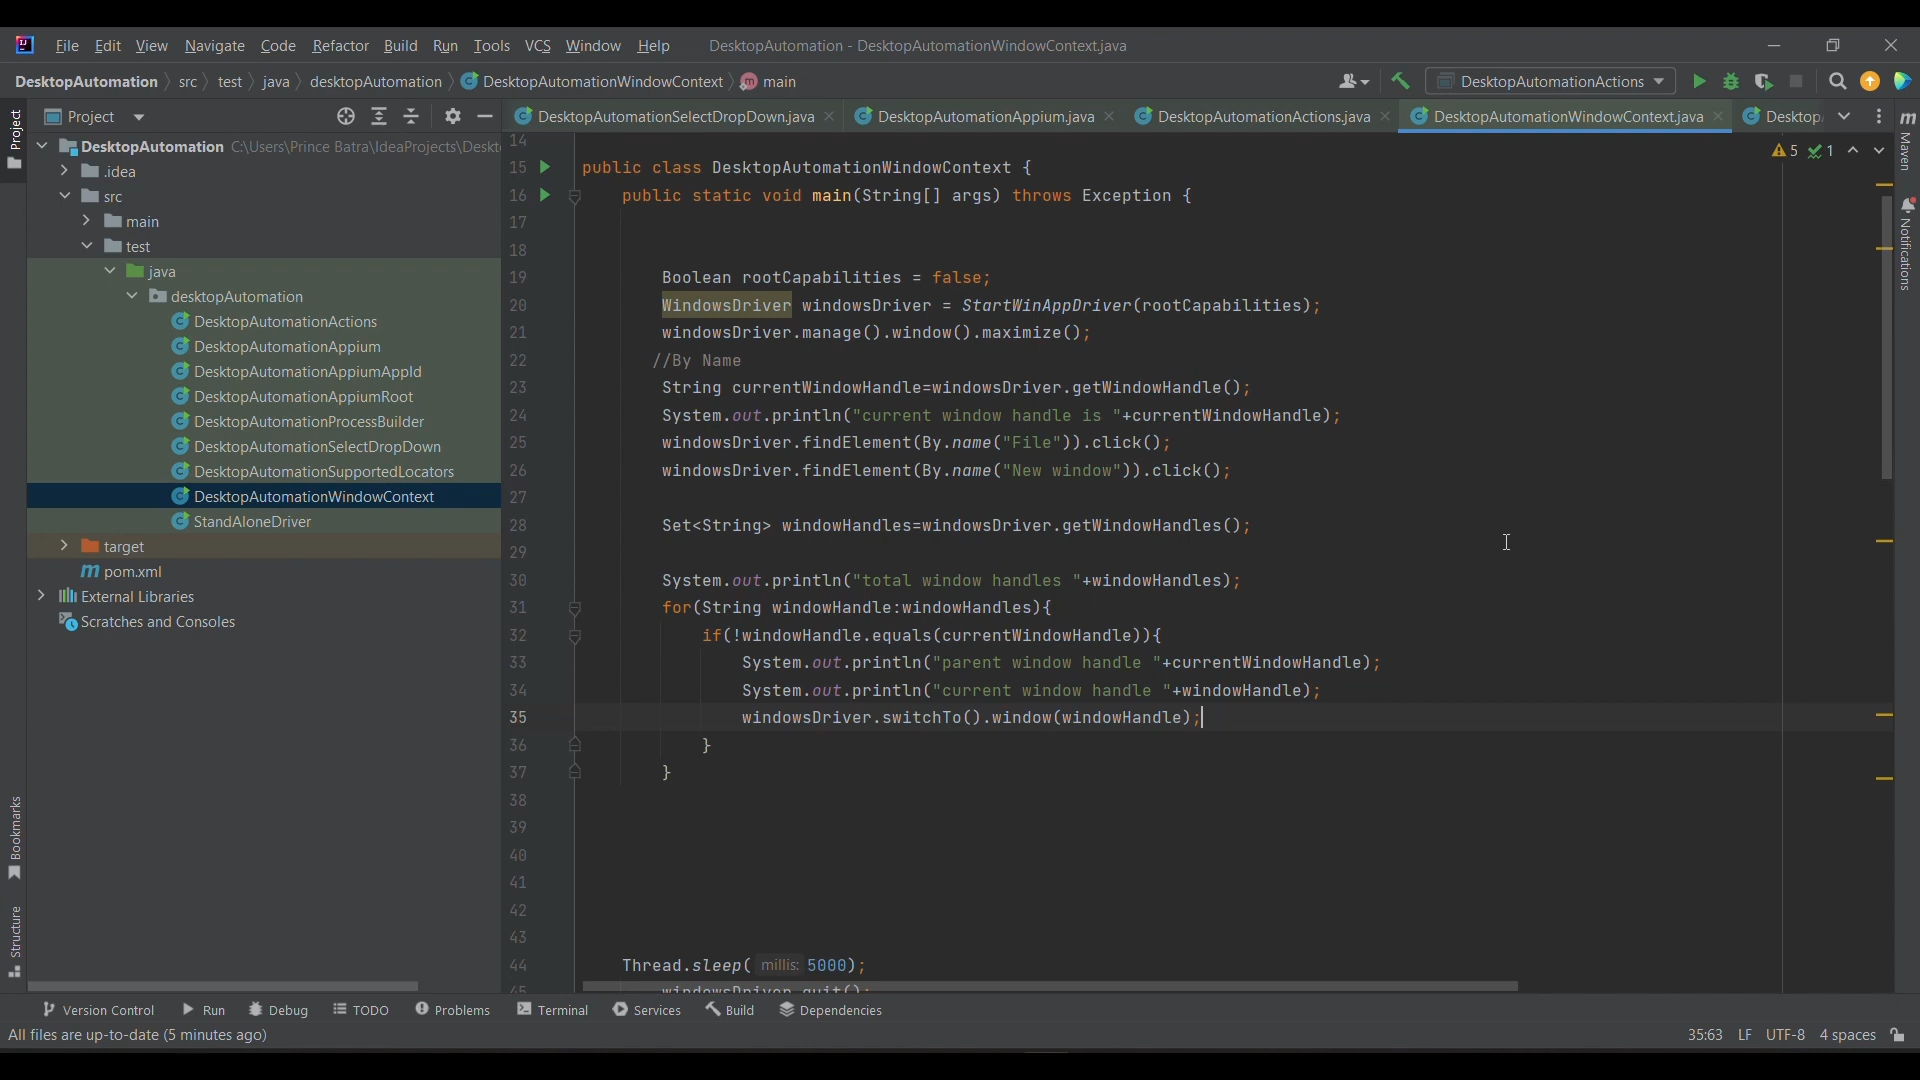 File Edit View Navigate Code Refactor Build Run Tools VCS Window Help DesktopAutomation - DesktopAutomationWindowContext.java
DesktopAutomation src test java desktopAutomation DesktopAutomationWindowContext main DesktopAutomationActions
Project
DesktopAutomationSelectDropDown.java DesktopAutomationAppium.java DesktopAutomationActions.java DesktopAutomationWindowContext.java
Project
Maven
Notifications
Bookmarks
Structure
DesktopAutomation C:\Users\Prince Batra\IdeaProjects\Deskt
.idea
src
main
test
java
desktopAutomation
DesktopAutomationActions
DesktopAutomationAppium
DesktopAutomationAppiumAppId
DesktopAutomationAppiumRoot
DesktopAutomationProcessBuilder
DesktopAutomationSelectDropDown
DesktopAutomationSupportedLocators
DesktopAutomationWindowContext
StandAloneDriver
target
pom.xml
External Libraries
Scratches and Consoles
5 1
14
15 public class DesktopAutomationWindowContext {
16 public static void main(String[] args) throws Exception {
17
18
19 Boolean rootCapabilities = false;
20 WindowsDriver windowsDriver = StartWinAppDriver(rootCapabilities);
21 windowsDriver.manage().window().maximize();
22 //By Name
23 String currentWindowHandle=windowsDriver.getWindowHandle();
24 System.out.println("current window handle is "+currentWindowHandle);
25 windowsDriver.findElement(By.name("File")).click();
26 windowsDriver.findElement(By.name("New window")).click();
27
28 Set<String> windowHandles=windowsDriver.getWindowHandles();
29
30 System.out.println("total window handles "+windowHandles);
31 for(String windowHandle:windowHandles){
32 if(!windowHandle.equals(currentWindowHandle)){
33 System.out.println("parent window handle "+currentWindowHandle);
34 System.out.println("current window handle "+windowHandle);
35 windowsDriver.switchTo().window(windowHandle);
36 }
37 }
38
39
40
41
42
43
44 Thread.sleep( millis: 5000);
Version Control Run Debug TODO Problems Terminal Services Build Dependencies
All files are up-to-date (5 minutes ago) 35:63 LF UTF-8 4 spaces